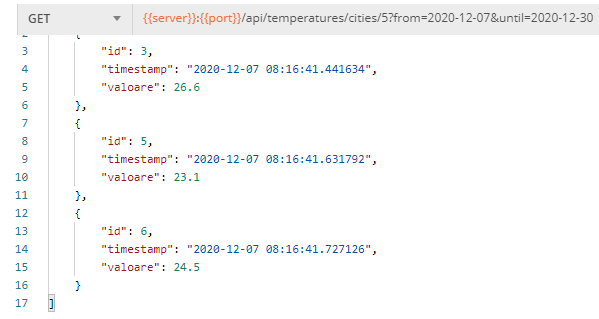 GET {{server}}:{{port}}/api/temperatures/cities/5?from=2020-12-07&until=2020-12-30
2 {
3 "id": 3,
4 "timestamp": "2020-12-07 08:16:41.441634",
5 "valoare": 26.6
6 },
7 {
8 "id": 5,
9 "timestamp": "2020-12-07 08:16:41.631792",
10 "valoare": 23.1
11 },
12 {
13 "id": 6,
14 "timestamp": "2020-12-07 08:16:41.727126",
15 "valoare": 24.5
16 }
17 ]